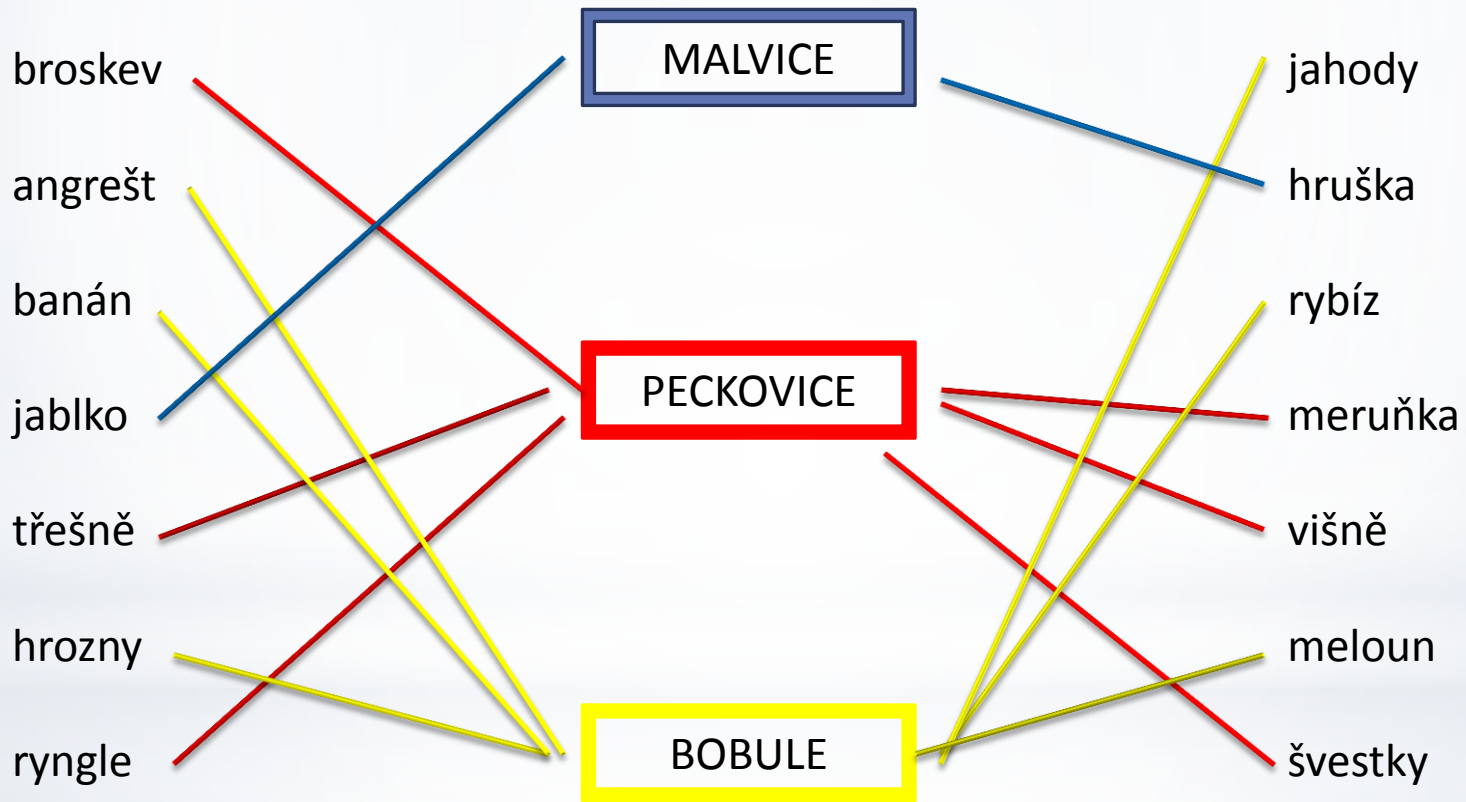 broskev
angrešt
banán
jablko
třešně
hrozny
ryngle
MALVICE
PECKOVICE
BOBULE
jahody
hruška
rybíz
meruňka
višně
meloun
švestky